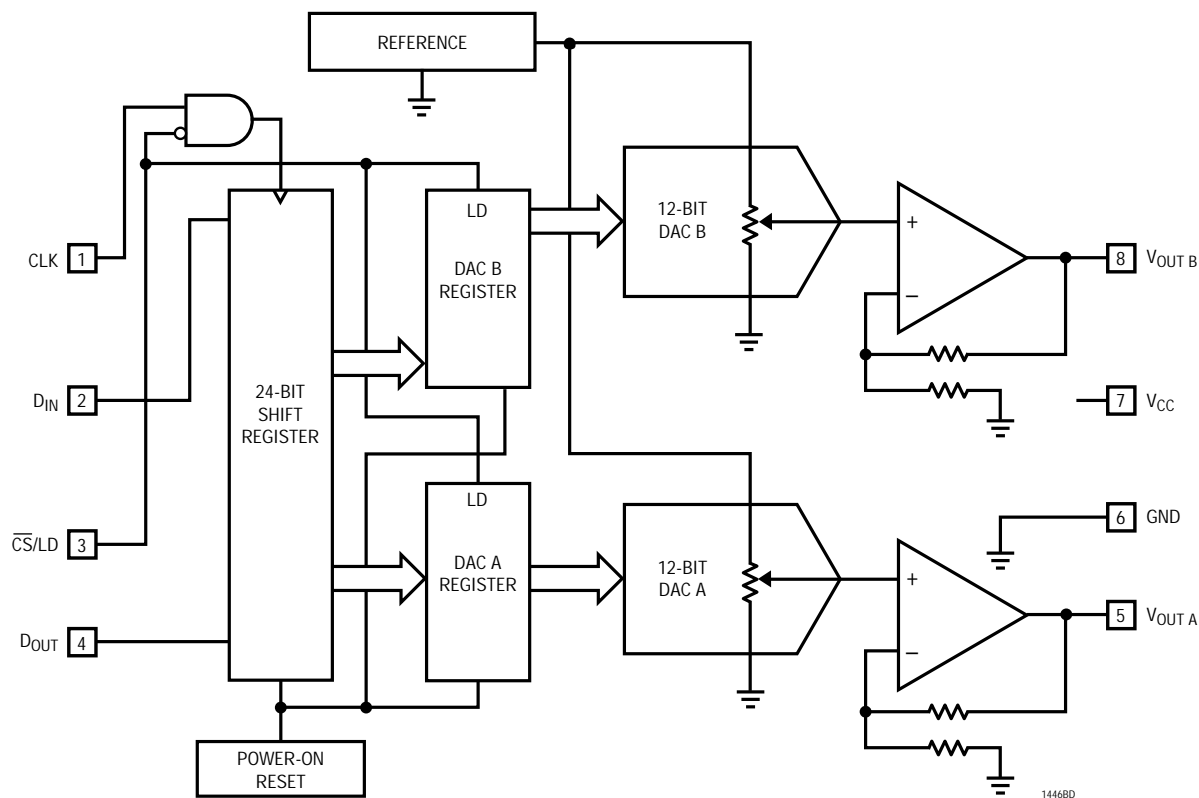 REFERENCE
LD
DAC B
REGISTER
12-BIT
DAC B
+
–
CLK 1
8 VOUT B
DIN 2
24-BIT
SHIFT
REGISTER
7 VCC
CS/LD 3
LD
DAC A
REGISTER
12-BIT
DAC A
6 GND
+
–
DOUT 4
5 VOUT A
POWER-ON
RESET
1446BD